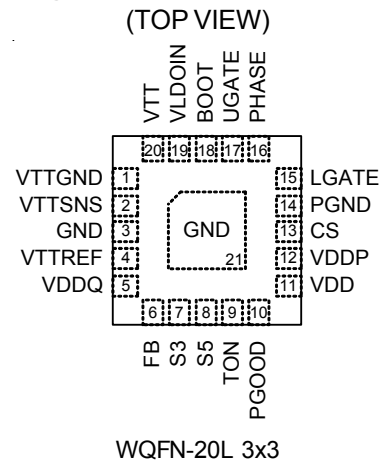 (TOP VIEW)
VTT
VLDOIN
BOOT
UGATE
PHASE
20 19 18 17 16
VTTGND 1
VTTSNS 2
GND 3
VTTREF 4
VDDQ 5
GND
21
15 LGATE
14 PGND
13 CS
12 VDDP
11 VDD
6 7 8 9 10
FB
S3
S5
TON
PGOOD
WQFN-20L 3x3